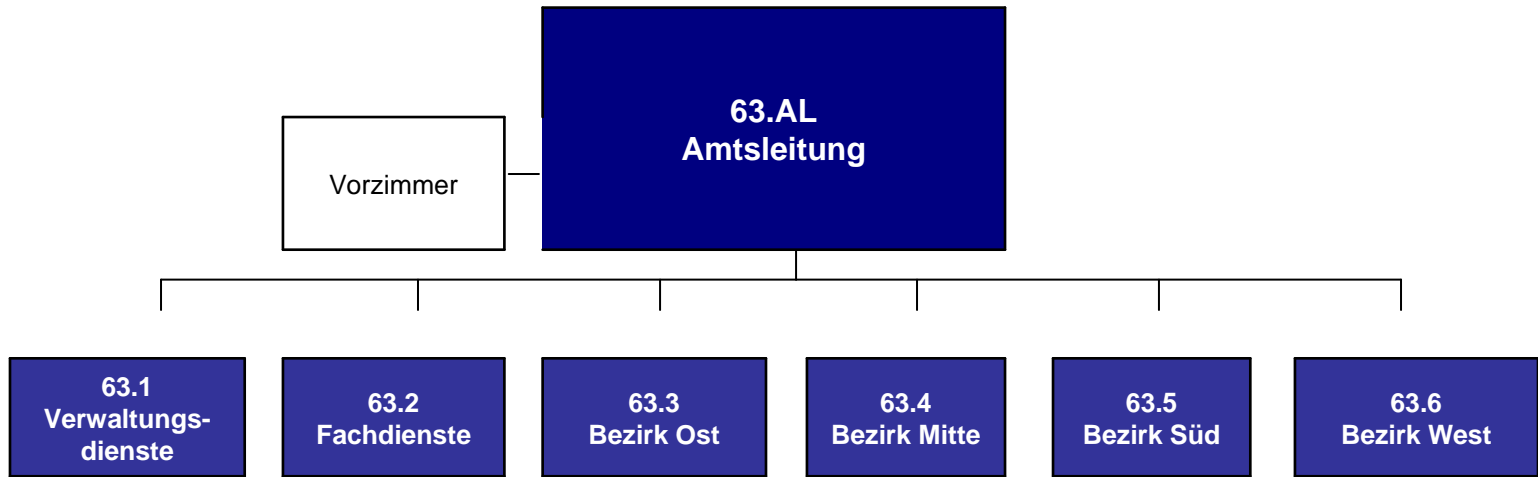 63.AL
Amtsleitung
Vorzimmer
63.1
Verwaltungs-
dienste
63.2
Fachdienste
63.3
Bezirk Ost
63.4
Bezirk Mitte
63.5
Bezirk Süd
63.6
Bezirk West